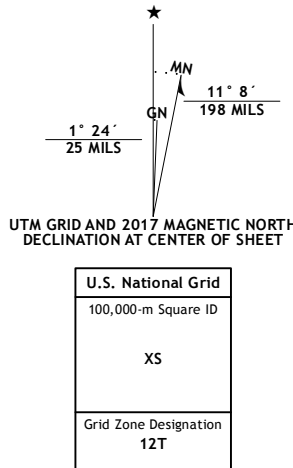 MN
GN
11° 8´
198 MILS
1° 24´
25 MILS
UTM GRID AND 2017 MAGNETIC NORTH
DECLINATION AT CENTER OF SHEET
U.S. National Grid
100,000-m Square ID
XS
Grid Zone Designation
12T